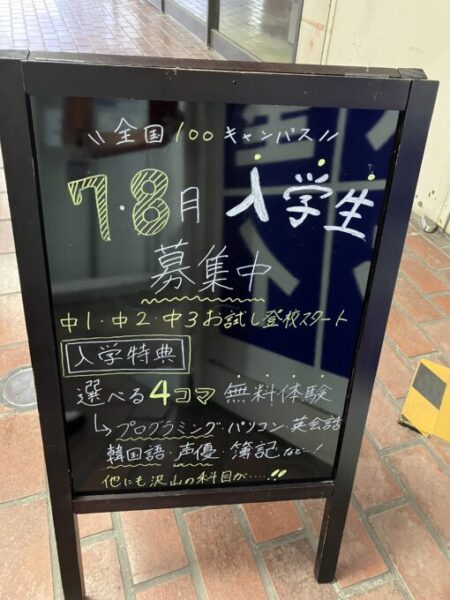 \\ 全国100キャンパス //
7・8月 入学生
募集中
中1・中2・中3お試し登校スタート
入学特典
選べる4コマ 無料体験
↳プログラミング・パソコン・英会話
韓国語・声優・簿記など…!
他にも沢山の科目が……!!